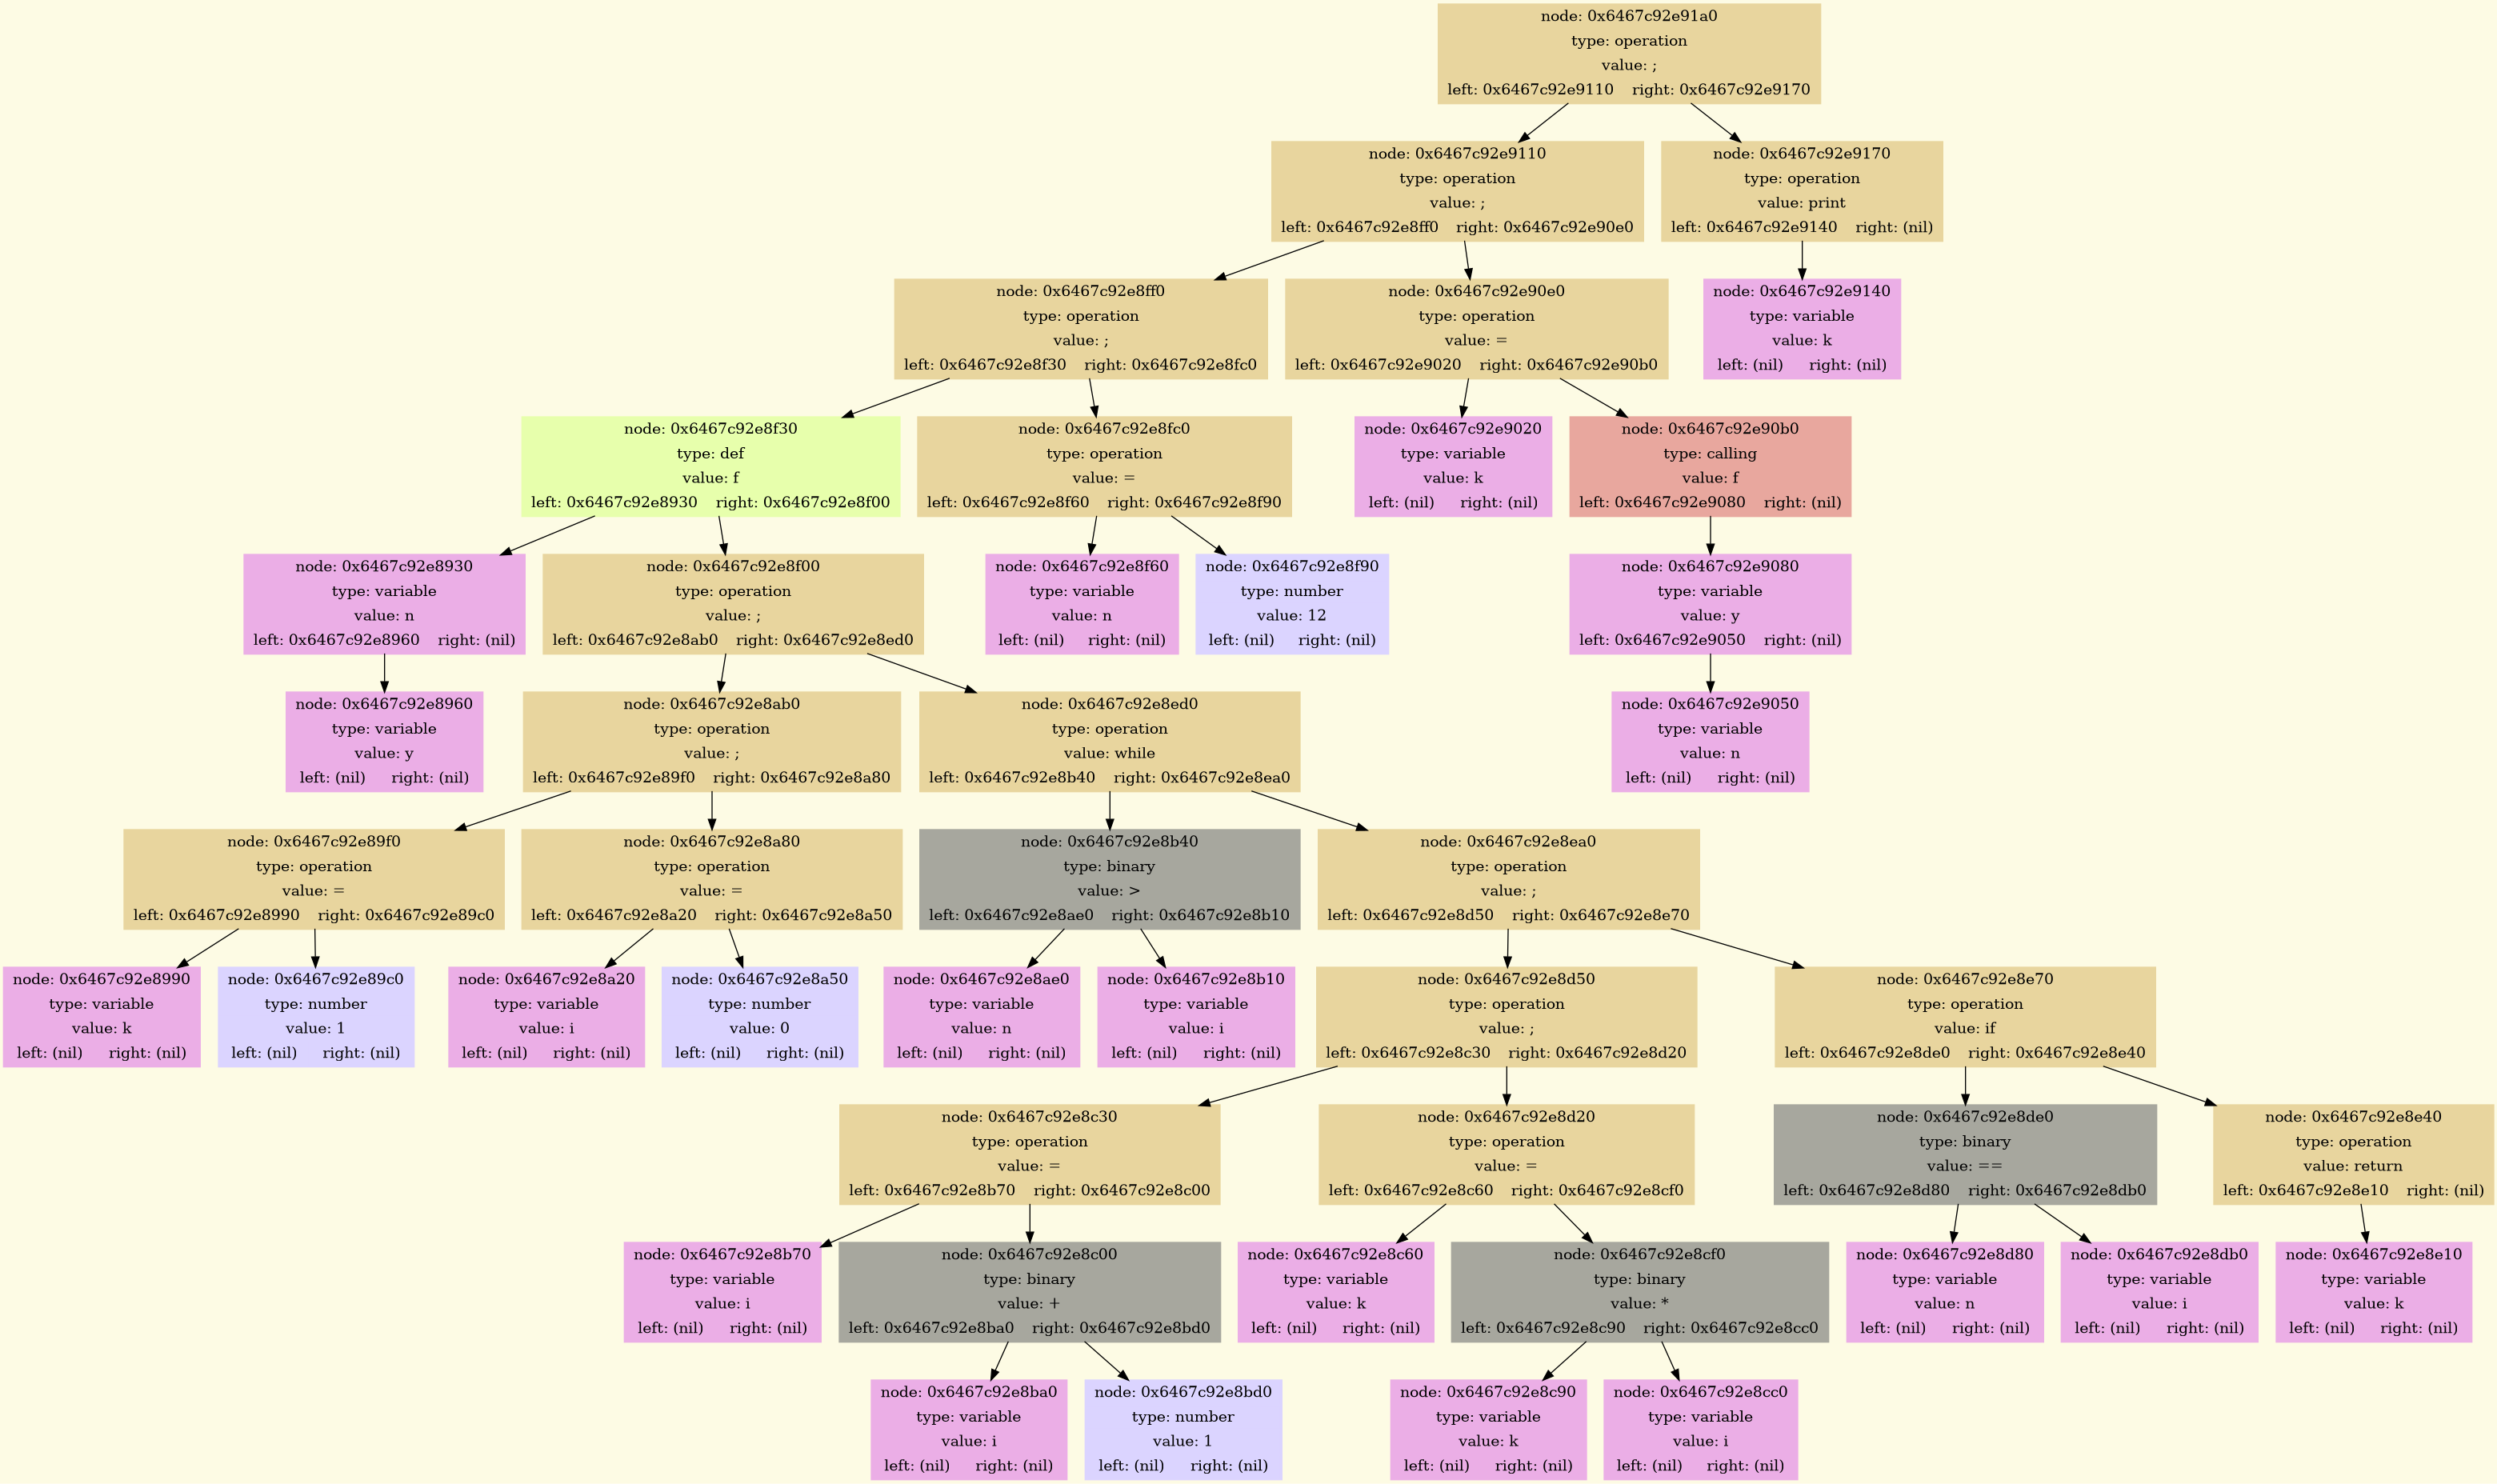 node: 0x6467c92e91a0
type: operation
value: ;
left: 0x6467c92e9110 right: 0x6467c92e9170
node: 0x6467c92e9110
type: operation
value: ;
left: 0x6467c92e8ff0 right: 0x6467c92e90e0
node: 0x6467c92e9170
type: operation
value: print
left: 0x6467c92e9140 right: (nil)
node: 0x6467c92e8ff0
type: operation
value: ;
left: 0x6467c92e8f30 right: 0x6467c92e8fc0
node: 0x6467c92e90e0
type: operation
value: =
left: 0x6467c92e9020 right: 0x6467c92e90b0
node: 0x6467c92e9140
type: variable
value: k
left: (nil) right: (nil)
node: 0x6467c92e8f30
type: def
value: f
left: 0x6467c92e8930 right: 0x6467c92e8f00
node: 0x6467c92e8fc0
type: operation
value: =
left: 0x6467c92e8f60 right: 0x6467c92e8f90
node: 0x6467c92e9020
type: variable
value: k
left: (nil) right: (nil)
node: 0x6467c92e90b0
type: calling
value: f
left: 0x6467c92e9080 right: (nil)
node: 0x6467c92e8930
type: variable
value: n
left: 0x6467c92e8960 right: (nil)
node: 0x6467c92e8f00
type: operation
value: ;
left: 0x6467c92e8ab0 right: 0x6467c92e8ed0
node: 0x6467c92e8f60
type: variable
value: n
left: (nil) right: (nil)
node: 0x6467c92e8f90
type: number
value: 12
left: (nil) right: (nil)
node: 0x6467c92e9080
type: variable
value: y
left: 0x6467c92e9050 right: (nil)
node: 0x6467c92e8960
type: variable
value: y
left: (nil) right: (nil)
node: 0x6467c92e8ab0
type: operation
value: ;
left: 0x6467c92e89f0 right: 0x6467c92e8a80
node: 0x6467c92e8ed0
type: operation
value: while
left: 0x6467c92e8b40 right: 0x6467c92e8ea0
node: 0x6467c92e9050
type: variable
value: n
left: (nil) right: (nil)
node: 0x6467c92e89f0
type: operation
value: =
left: 0x6467c92e8990 right: 0x6467c92e89c0
node: 0x6467c92e8a80
type: operation
value: =
left: 0x6467c92e8a20 right: 0x6467c92e8a50
node: 0x6467c92e8b40
type: binary
value: >
left: 0x6467c92e8ae0 right: 0x6467c92e8b10
node: 0x6467c92e8ea0
type: operation
value: ;
left: 0x6467c92e8d50 right: 0x6467c92e8e70
node: 0x6467c92e8990
type: variable
value: k
left: (nil) right: (nil)
node: 0x6467c92e89c0
type: number
value: 1
left: (nil) right: (nil)
node: 0x6467c92e8a20
type: variable
value: i
left: (nil) right: (nil)
node: 0x6467c92e8a50
type: number
value: 0
left: (nil) right: (nil)
node: 0x6467c92e8ae0
type: variable
value: n
left: (nil) right: (nil)
node: 0x6467c92e8b10
type: variable
value: i
left: (nil) right: (nil)
node: 0x6467c92e8d50
type: operation
value: ;
left: 0x6467c92e8c30 right: 0x6467c92e8d20
node: 0x6467c92e8e70
type: operation
value: if
left: 0x6467c92e8de0 right: 0x6467c92e8e40
node: 0x6467c92e8c30
type: operation
value: =
left: 0x6467c92e8b70 right: 0x6467c92e8c00
node: 0x6467c92e8d20
type: operation
value: =
left: 0x6467c92e8c60 right: 0x6467c92e8cf0
node: 0x6467c92e8de0
type: binary
value: ==
left: 0x6467c92e8d80 right: 0x6467c92e8db0
node: 0x6467c92e8e40
type: operation
value: return
left: 0x6467c92e8e10 right: (nil)
node: 0x6467c92e8b70
type: variable
value: i
left: (nil) right: (nil)
node: 0x6467c92e8c00
type: binary
value: +
left: 0x6467c92e8ba0 right: 0x6467c92e8bd0
node: 0x6467c92e8c60
type: variable
value: k
left: (nil) right: (nil)
node: 0x6467c92e8cf0
type: binary
value: *
left: 0x6467c92e8c90 right: 0x6467c92e8cc0
node: 0x6467c92e8d80
type: variable
value: n
left: (nil) right: (nil)
node: 0x6467c92e8db0
type: variable
value: i
left: (nil) right: (nil)
node: 0x6467c92e8e10
type: variable
value: k
left: (nil) right: (nil)
node: 0x6467c92e8ba0
type: variable
value: i
left: (nil) right: (nil)
node: 0x6467c92e8bd0
type: number
value: 1
left: (nil) right: (nil)
node: 0x6467c92e8c90
type: variable
value: k
left: (nil) right: (nil)
node: 0x6467c92e8cc0
type: variable
value: i
left: (nil) right: (nil)